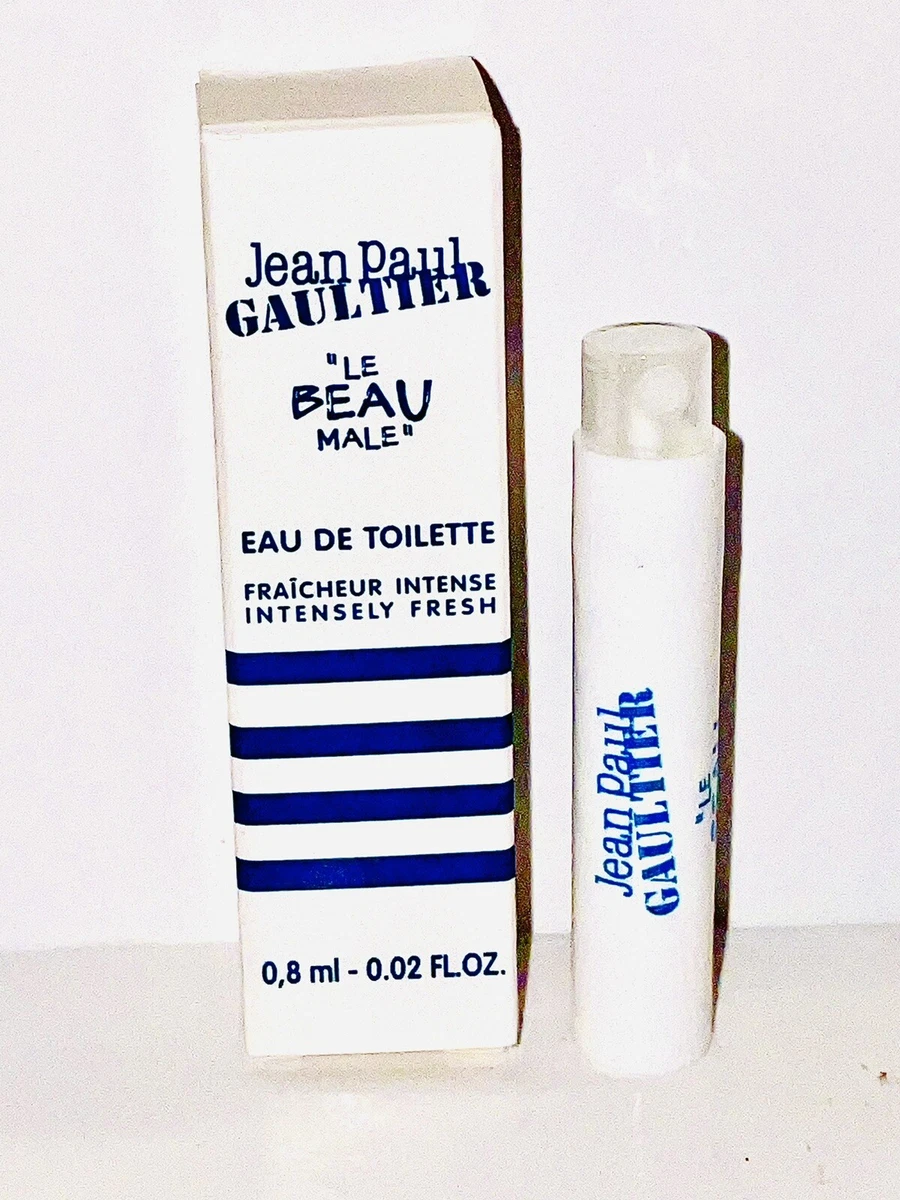 Jean Paul
GAULTIER
"LE
BEAU
MALE"
EAU DE TOILETTE
FRAÎCHEUR INTENSE
INTENSELY FRESH
0,8 ml - 0.02 FL.OZ.
Jean Paul
GAULTIER
"LE